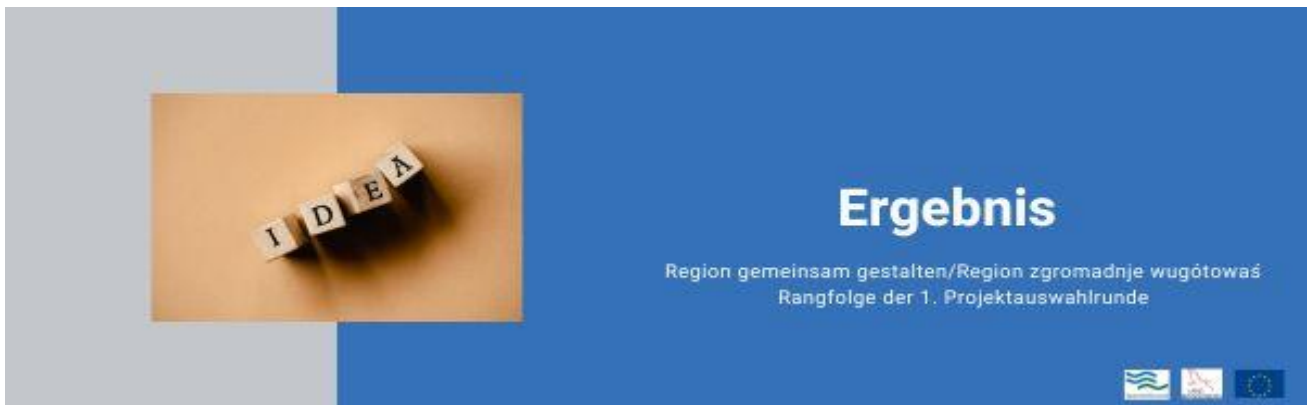 IDEA
Ergebnis
Region gemeinsam gestalten/Region zgromadnje wugótowaś
Rangfolge der 1. Projektauswahlrunde